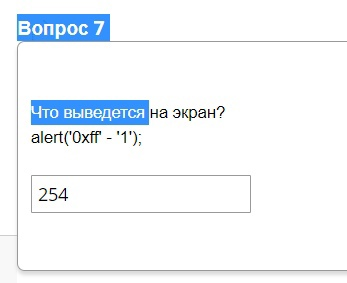 Вопрос 7
Что выведется на экран?
alert('0xff' - '1');
254